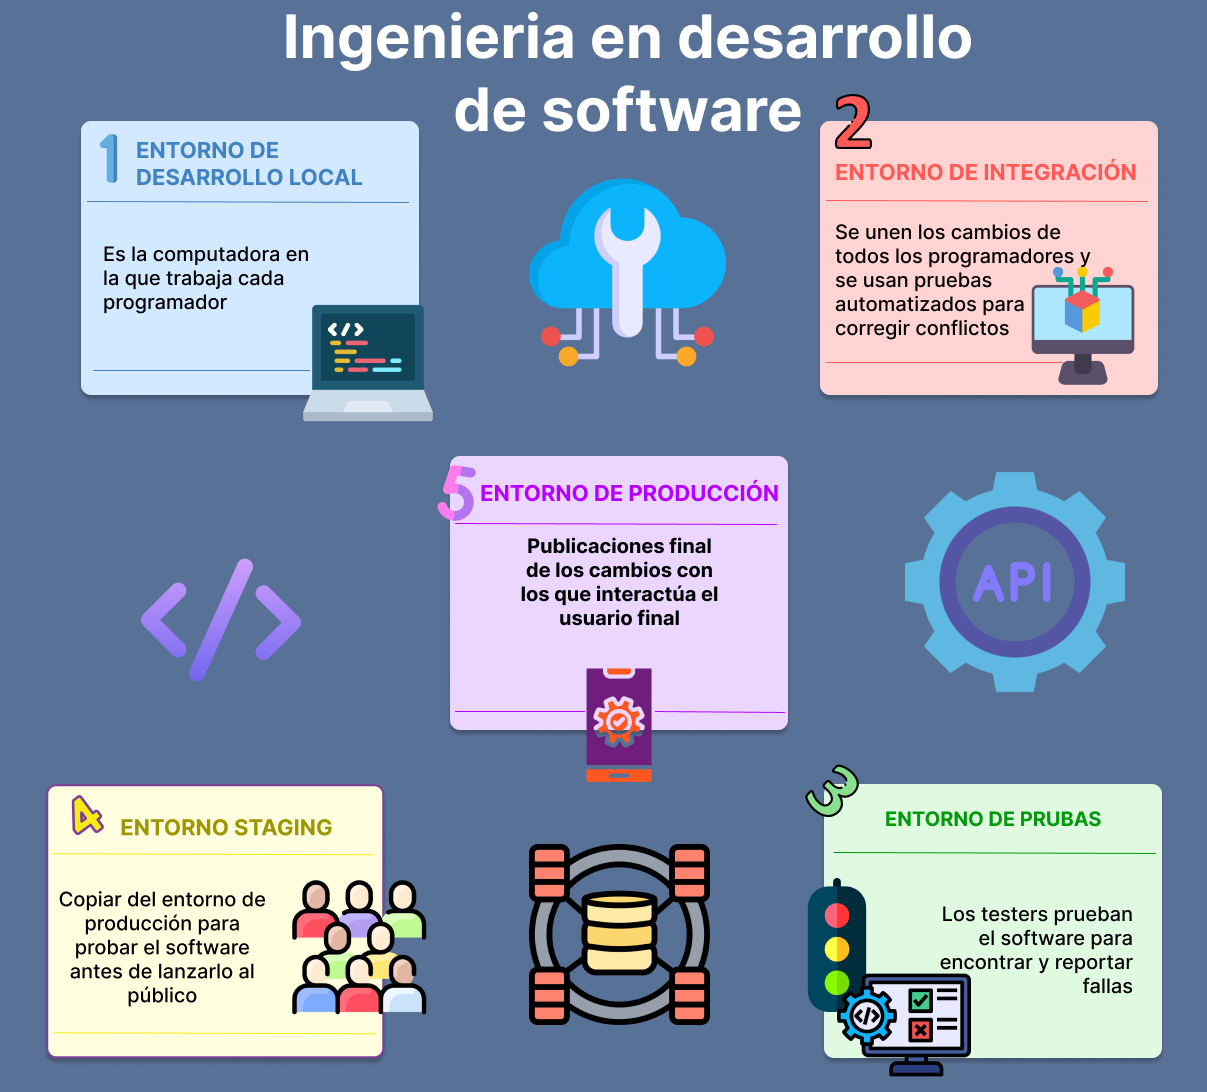 Ingenieria en desarrollo
de software
1
ENTORNO DE
DESARROLLO LOCAL
Es la computadora en
la que trabaja cada
programador
</>
2
ENTORNO DE INTEGRACIÓN
Se unen los cambios de
todos los programadores y
se usan pruebas
automatizados para
corregir conflictos
5
ENTORNO DE PRODUCCIÓN
Publicaciones final
de los cambios con
los que interactúa el
usuario final
</>
API
4
ENTORNO STAGING
Copiar del entorno de
producción para
probar el software
antes de lanzarlo al
público
3
ENTORNO DE PRUBAS
Los testers prueban
el software para
encontrar y reportar
fallas
</>